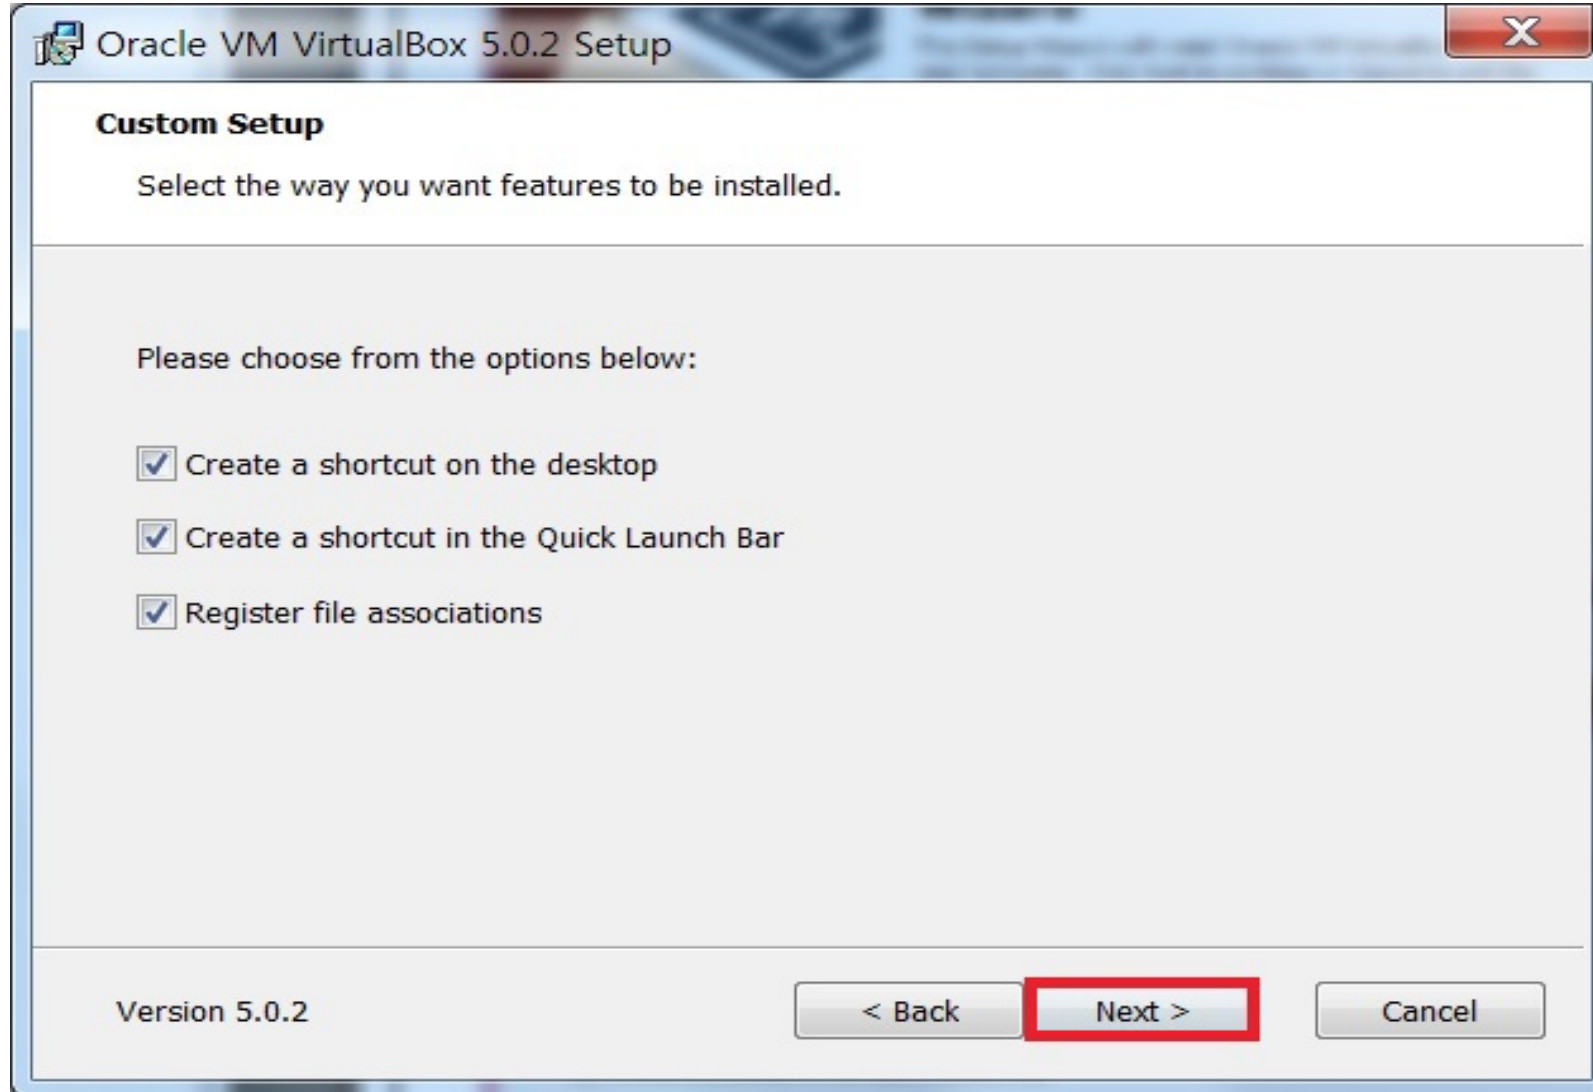 Oracle VM VirtualBox 5.0.2 Setup
Custom Setup
Select the way you want features to be installed.
Please choose from the options below:
Create a shortcut on the desktop
Create a shortcut in the Quick Launch Bar
Register file associations
Version 5.0.2
< Back
Next >
Cancel